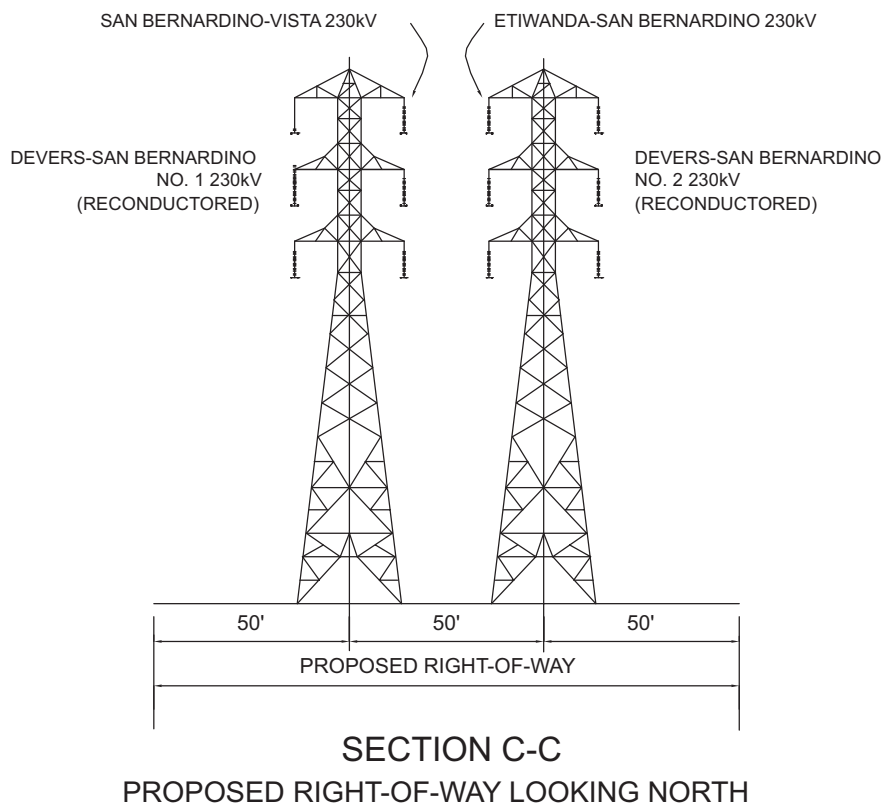 SAN BERNARDINO-VISTA 230kV
ETIWANDA-SAN BERNARDINO 230kV
DEVERS-SAN BERNARDINO
NO. 1 230kV
(RECONDUCTORED)
DEVERS-SAN BERNARDINO
NO. 2 230kV
(RECONDUCTORED)
50'
50'
50'
PROPOSED RIGHT-OF-WAY
SECTION C-C
PROPOSED RIGHT-OF-WAY LOOKING NORTH